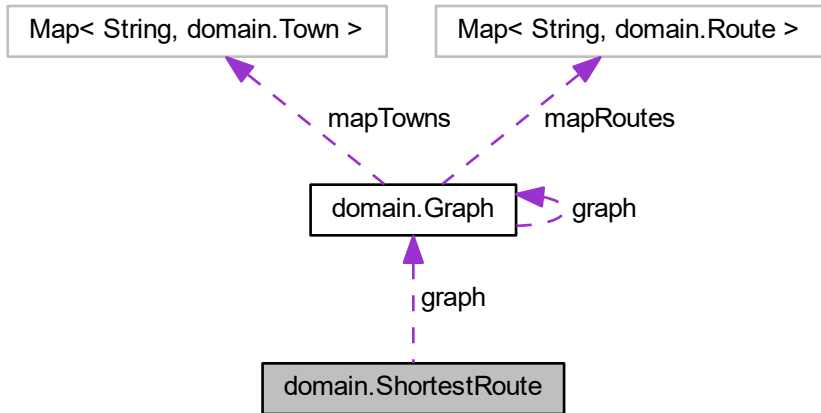 Map< String, domain.Town >
Map< String, domain.Route >
mapTowns
mapRoutes
domain.Graph
graph
graph
domain.ShortestRoute